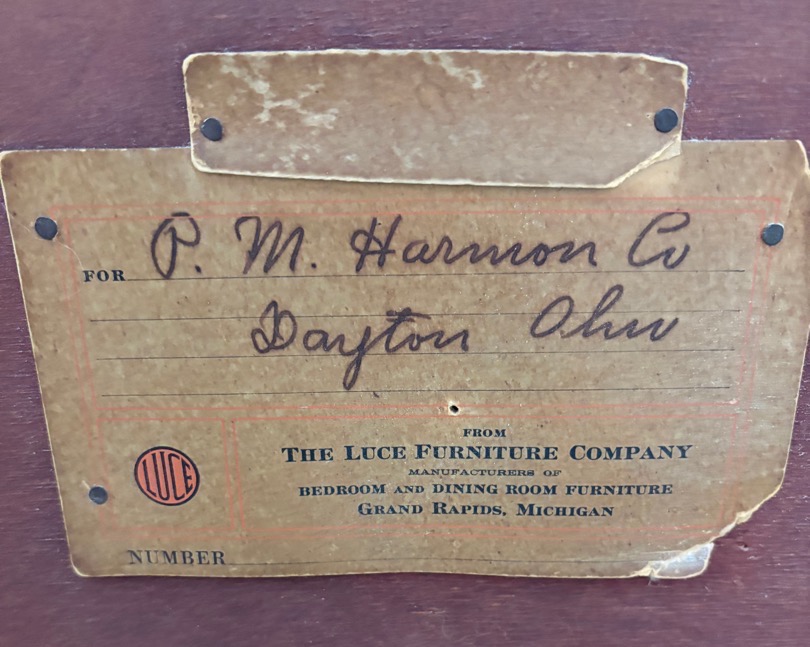 FOR P. M. Harmon Co
Dayton Ohio
LUCE
FROM
THE LUCE FURNITURE COMPANY
MANUFACTURERS OF
BEDROOM AND DINING ROOM FURNITURE
GRAND RAPIDS, MICHIGAN
NUMBER